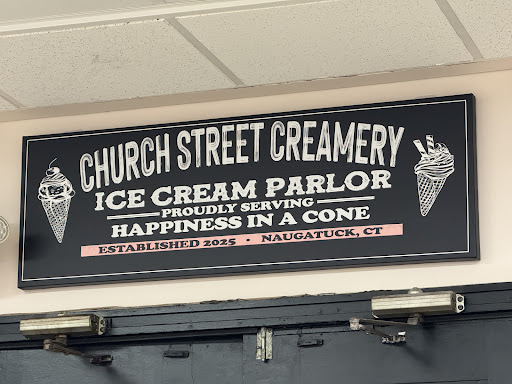 CHURCH STREET CREAMERY
ICE CREAM PARLOR
PROUDLY SERVING
HAPPINESS IN A CONE
ESTABLISHED 2025 • NAUGATUCK, CT